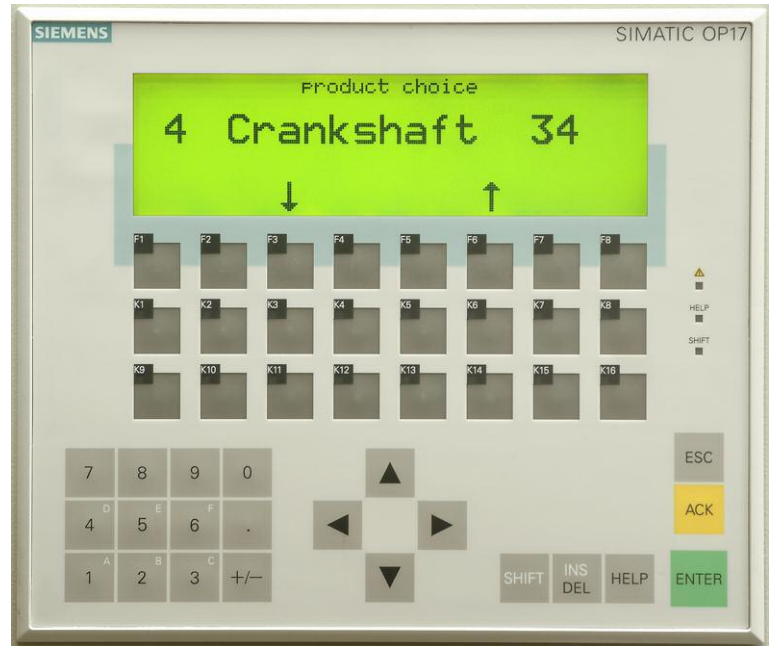 SIEMENS
SIMATIC OP17
product choice
4 Crankshaft 34
↓ ↑
F1 F2 F3 F4 F5 F6 F7 F8
K1 K2 K3 K4 K5 K6 K7 K8
HELP
SHIFT
K9 K10 K11 K12 K13 K14 K15 K16
7 8 9 0
ESC
4 D 5 E 6 F .
ACK
1 A 2 B 3 C +/−
SHIFT INS DEL HELP ENTER